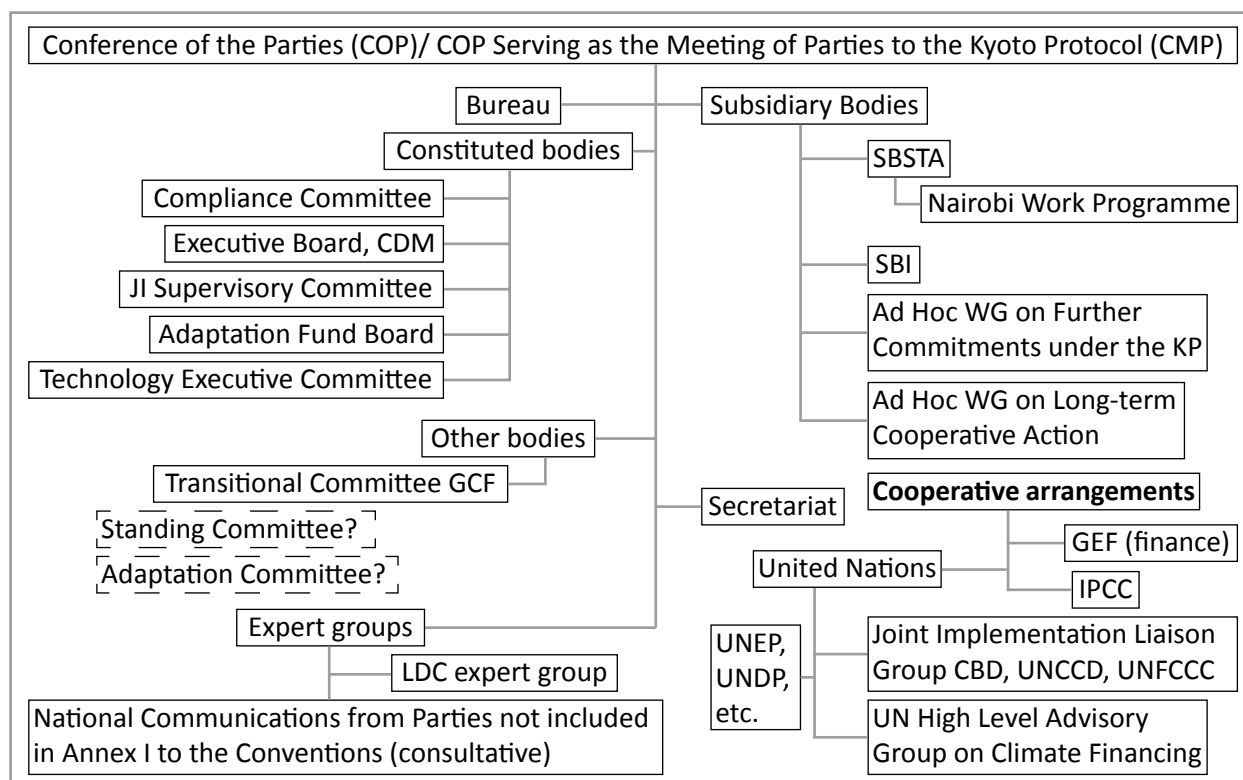 Conference of the Parties (COP)/ COP Serving as the Meeting of Parties to the Kyoto Protocol (CMP)
Bureau
Subsidiary Bodies
Constituted bodies
SBSTA
Compliance Committee
Nairobi Work Programme
Executive Board, CDM
SBI
JI Supervisory Committee
Ad Hoc WG on Further
Commitments under the KP
Adaptation Fund Board
Technology Executive Committee
Ad Hoc WG on Long-term
Cooperative Action
Other bodies
Transitional Committee GCF
Cooperative arrangements
Standing Committee?
Secretariat
GEF (finance)
Adaptation Committee?
United Nations
IPCC
Expert groups
UNEP,
UNDP,
etc.
Joint Implementation Liaison
Group CBD, UNCCD, UNFCCC
LDC expert group
National Communications from Parties not included
in Annex I to the Conventions (consultative)
UN High Level Advisory
Group on Climate Financing